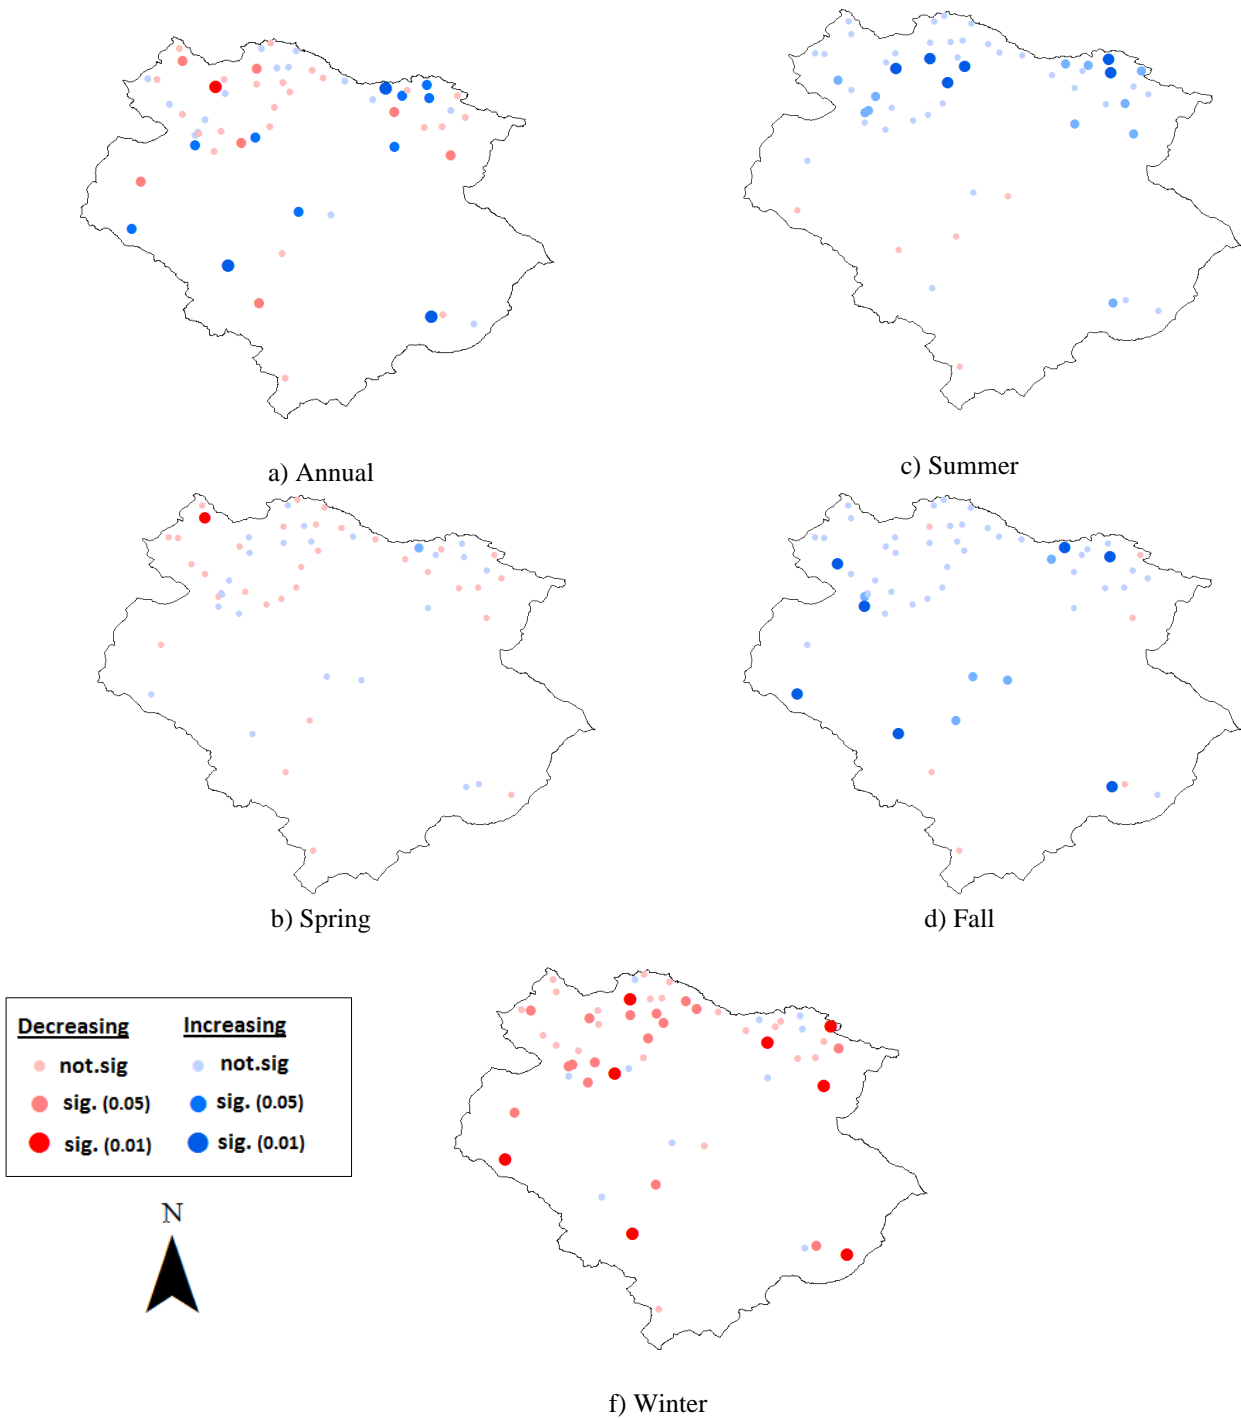 a) Annual
c) Summer
b) Spring
d) Fall
Decreasing Increasing
not.sig not.sig
sig. (0.05) sig. (0.05)
sig. (0.01) sig. (0.01)
N
f) Winter